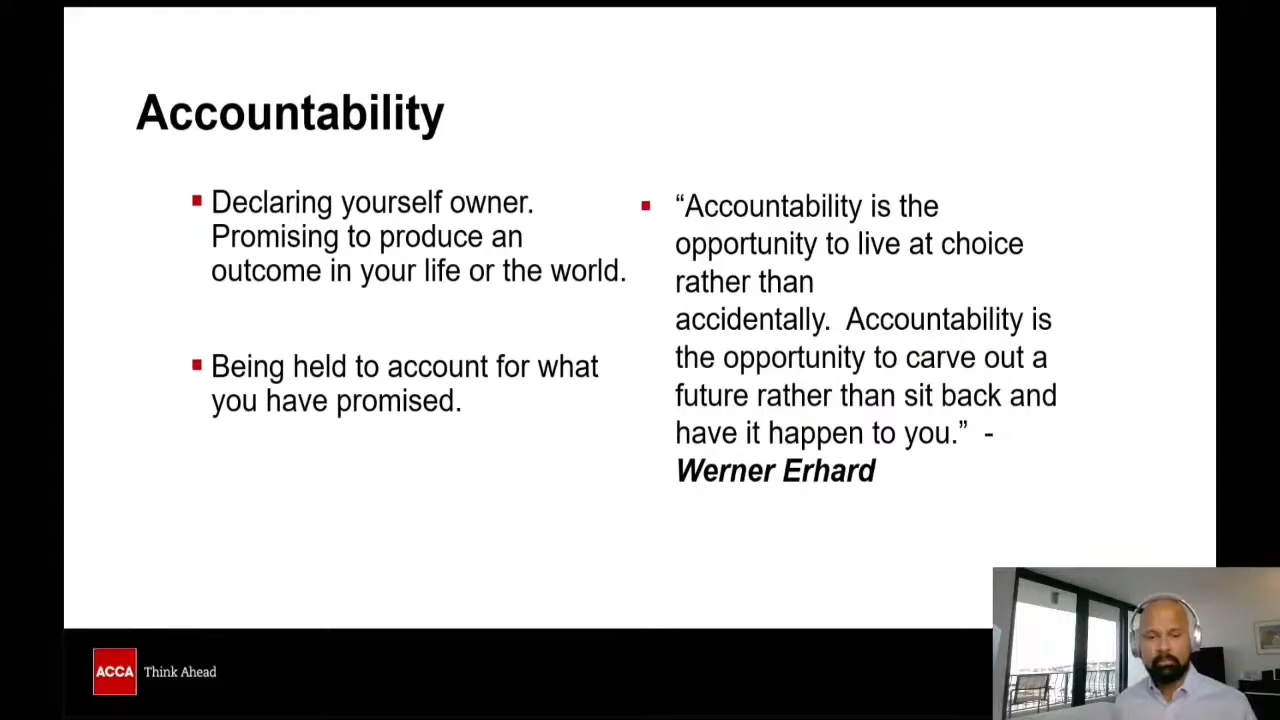 Accountability
Declaring yourself owner.
Promising to produce an
outcome in your life or the world.
Being held to account for what
you have promised.
“Accountability is the
opportunity to live at choice
rather than
accidentally.  Accountability is
the opportunity to carve out a
future rather than sit back and
have it happen to you.”  -
Werner Erhard
ACCA Think Ahead